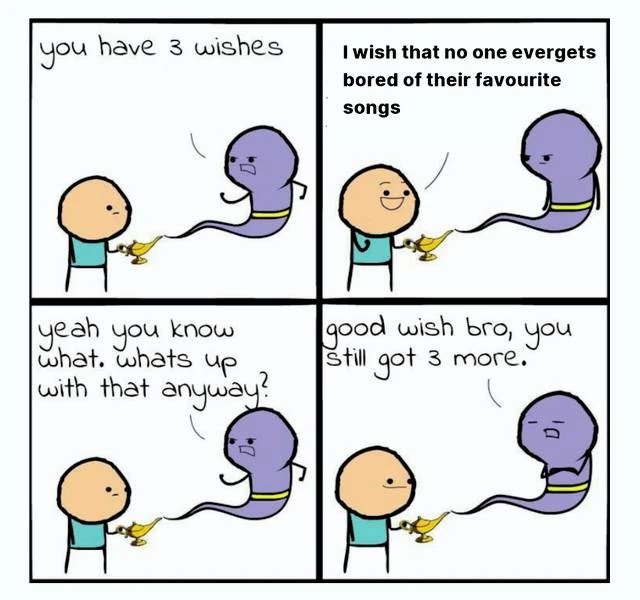 you have 3 wishes
I wish that no one evergets
bored of their favourite
songs
yeah you know
what. whats up
with that anyway?
good wish bro, you
still got 3 more.